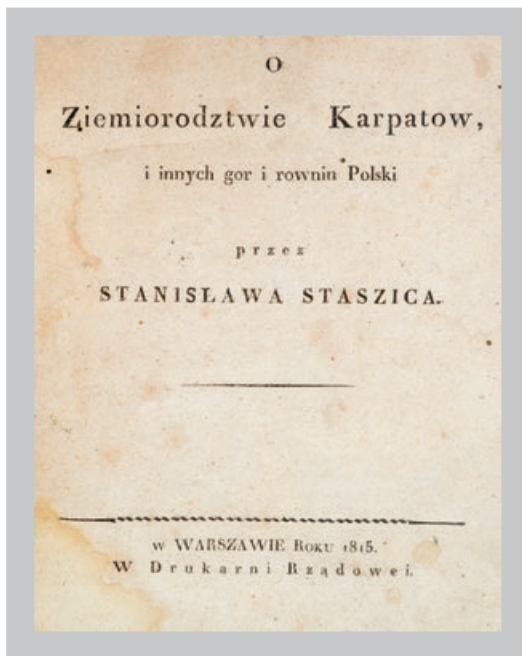 O
Ziemiorodztwie Karpatow,
i innych gor i rownin Polski
przez
STANISŁAWA STASZICA.
w WARSZAWIE ROKU 1815.
W Drukarni Rządowei.